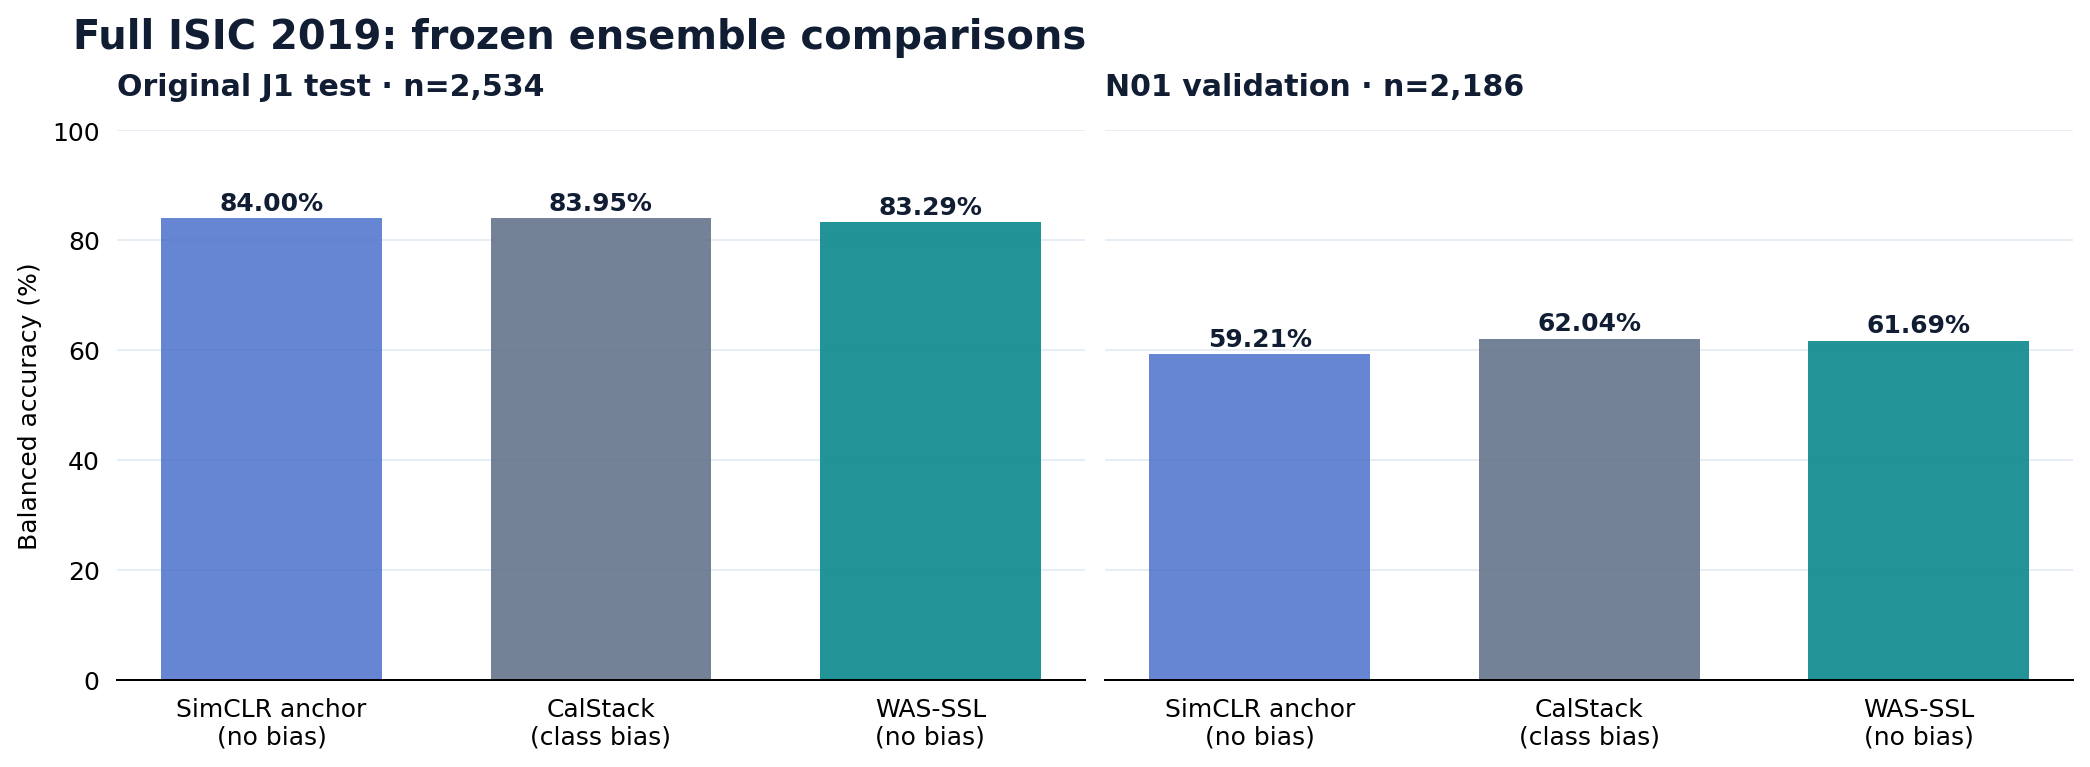 Full ISIC 2019: frozen ensemble comparisons
Original J1 test · n=2,534
Balanced accuracy (%)
100
80
60
40
20
0
84.00%
83.95%
83.29%
SimCLR anchor
(no bias)
CalStack
(class bias)
WAS-SSL
(no bias)
N01 validation · n=2,186
59.21%
62.04%
61.69%
SimCLR anchor
(no bias)
CalStack
(class bias)
WAS-SSL
(no bias)